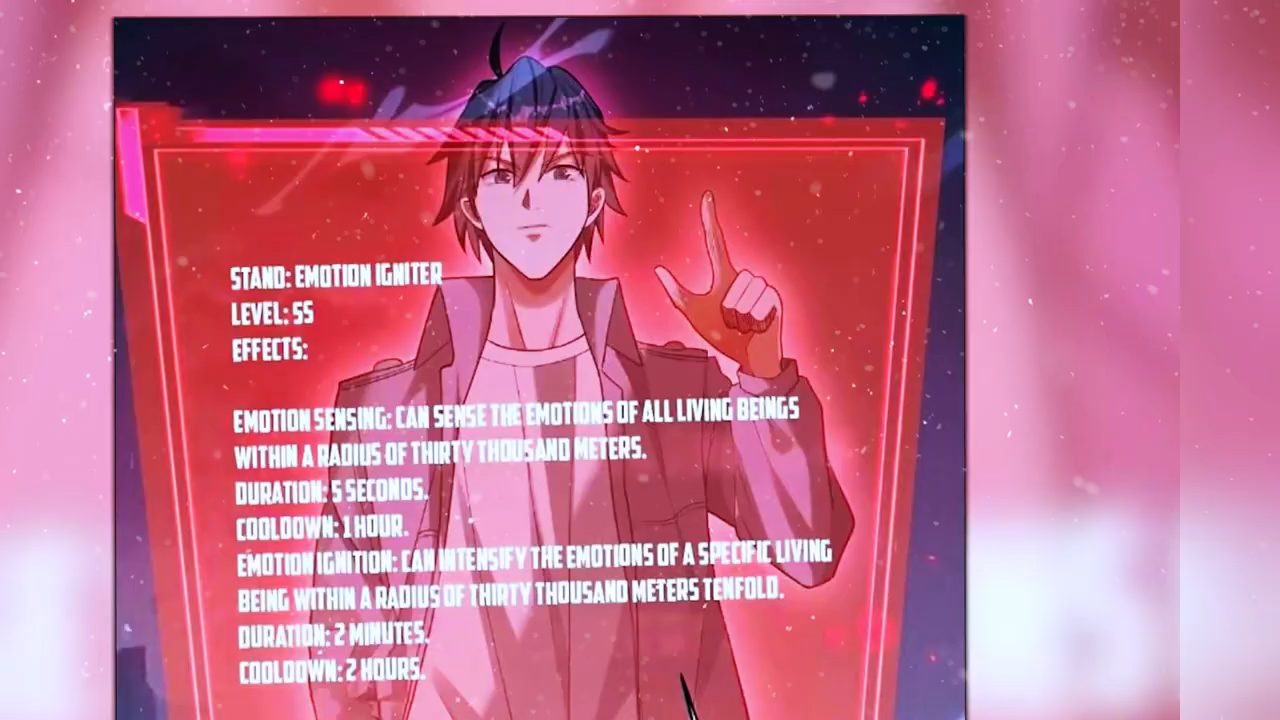 STAND: EMOTION IGNITER
LEVEL: SS
EFFECTS:
EMOTION SENSING: CAN SENSE THE EMOTIONS OF ALL LIVING BEINGS
WITHIN A RADIUS OF THIRTY THOUSAND METERS.
DURATION: 5 SECONDS.
COOLDOWN: 1 HOUR.
EMOTION IGNITION: CAN INTENSIFY THE EMOTIONS OF A SPECIFIC LIVING
BEING WITHIN A RADIUS OF THIRTY THOUSAND METERS TENFOLD.
DURATION: 2 MINUTES.
COOLDOWN: 2 HOURS.